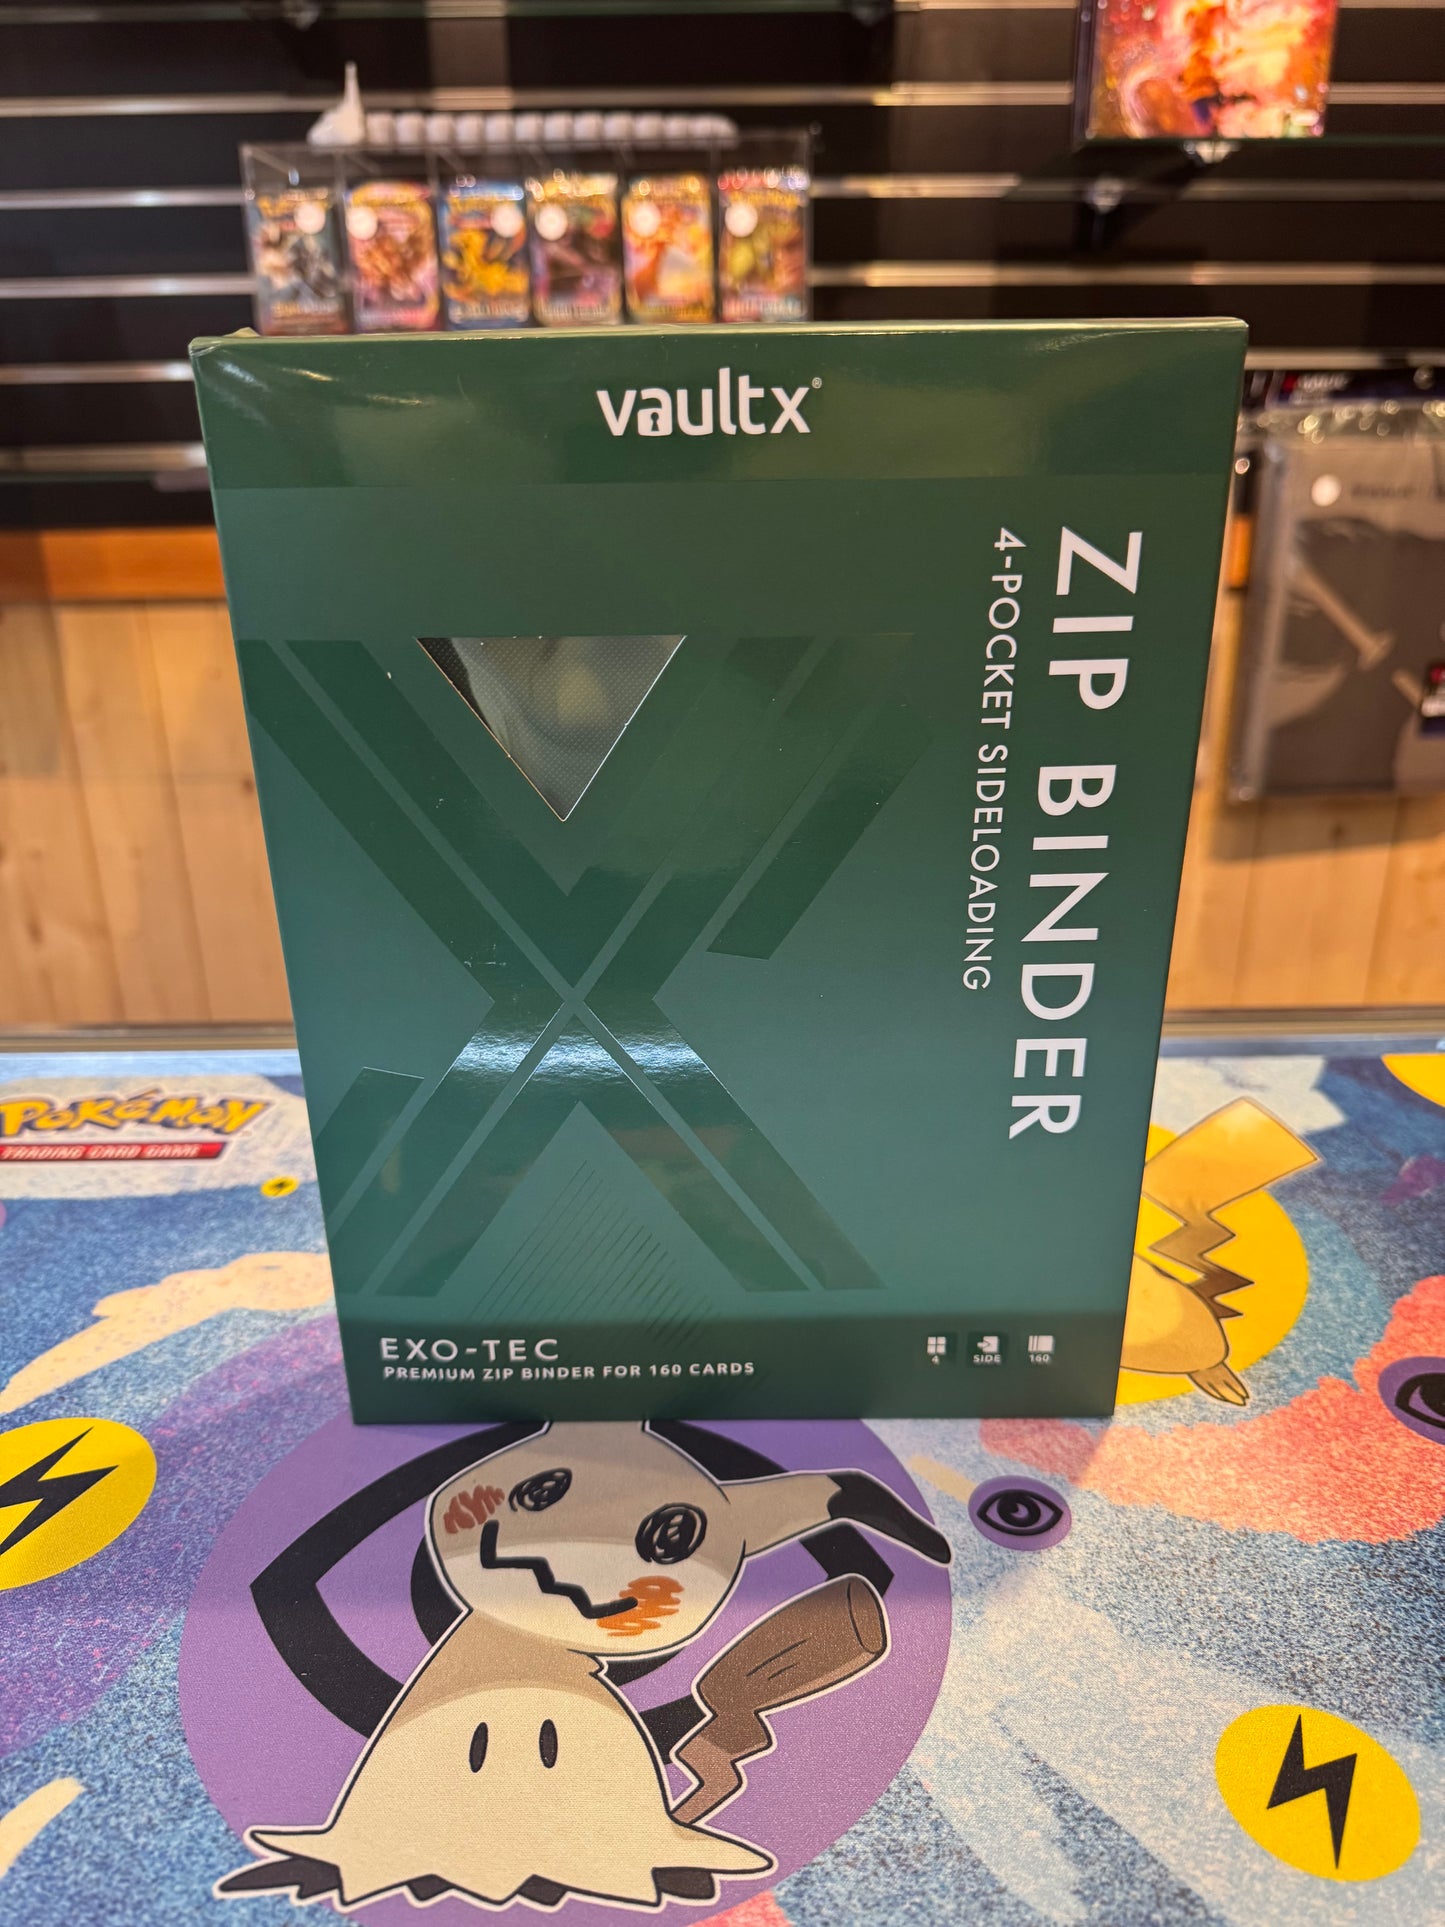 vaultx®
ZIP BINDER
4-POCKET SIDELOADING
POKéMON
TRADING CARD GAME
EXO-TEC
PREMIUM ZIP BINDER FOR 160 CARDS
4
SIDE
160